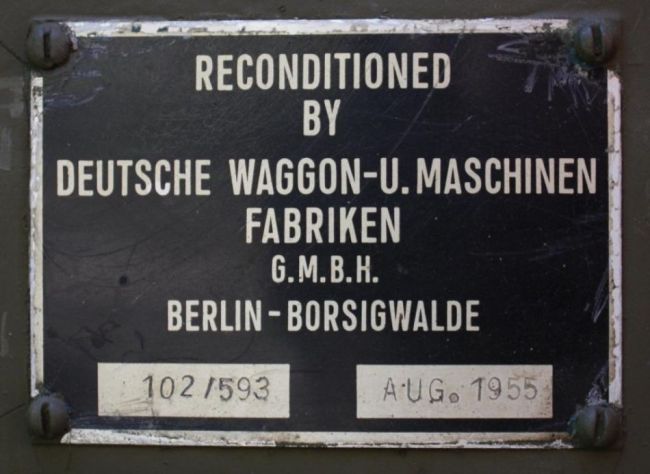 RECONDITIONED
BY
DEUTSCHE WAGGON-U. MASCHINEN
FABRIKEN
G.M.B.H.
BERLIN-BORSIGWALDE
102/593 AUG. 1955